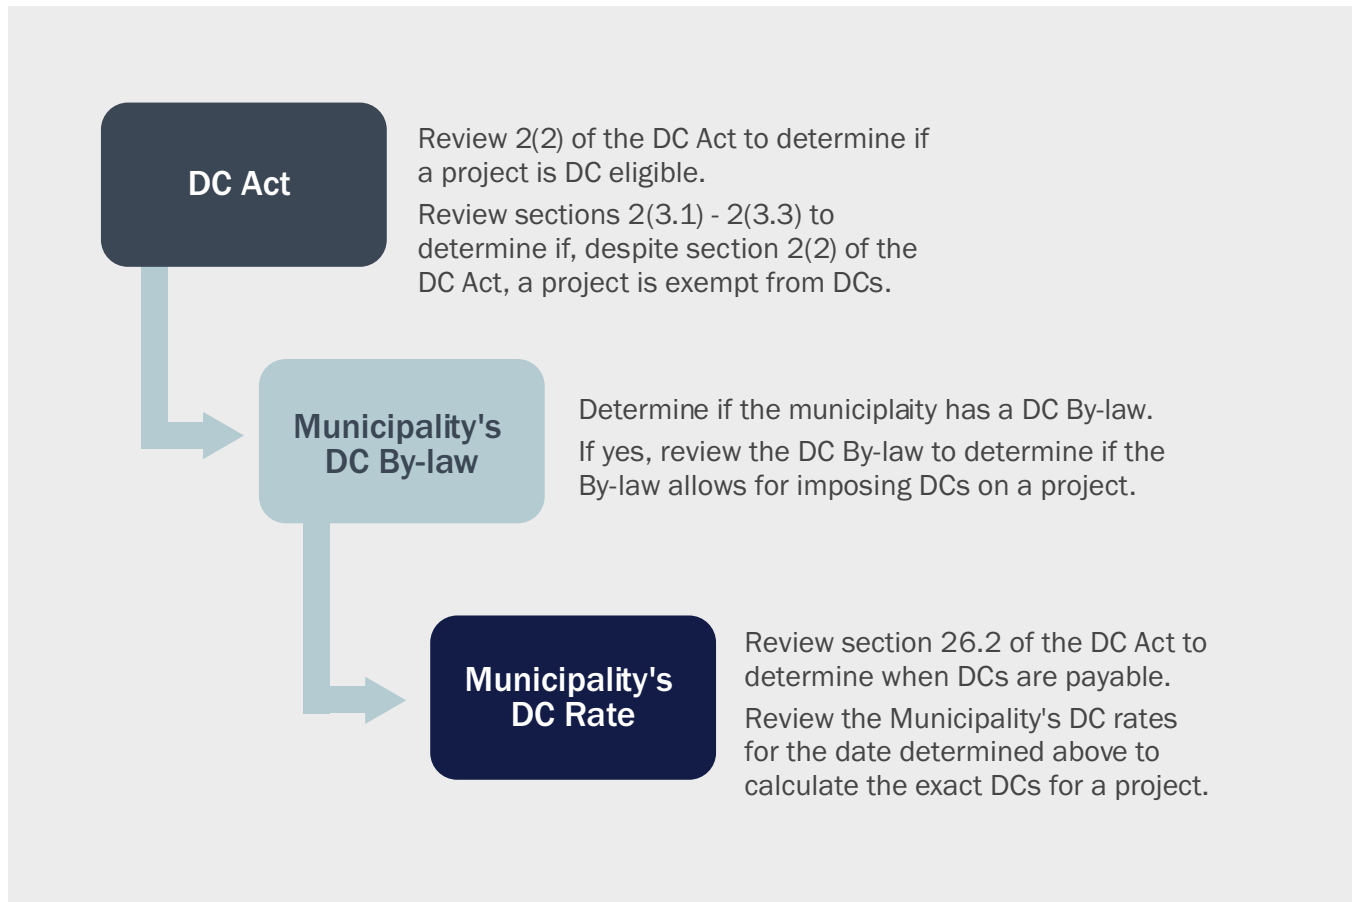 DC Act
Review 2(2) of the DC Act to determine if
a project is DC eligible.
Review sections 2(3.1) - 2(3.3) to
determine if, despite section 2(2) of the
DC Act, a project is exempt from DCs.
Municipality's
DC By-law
Determine if the municiplaity has a DC By-law.
If yes, review the DC By-law to determine if the
By-law allows for imposing DCs on a project.
Municipality's
DC Rate
Review section 26.2 of the DC Act to
determine when DCs are payable.
Review the Municipality's DC rates
for the date determined above to
calculate the exact DCs for a project.